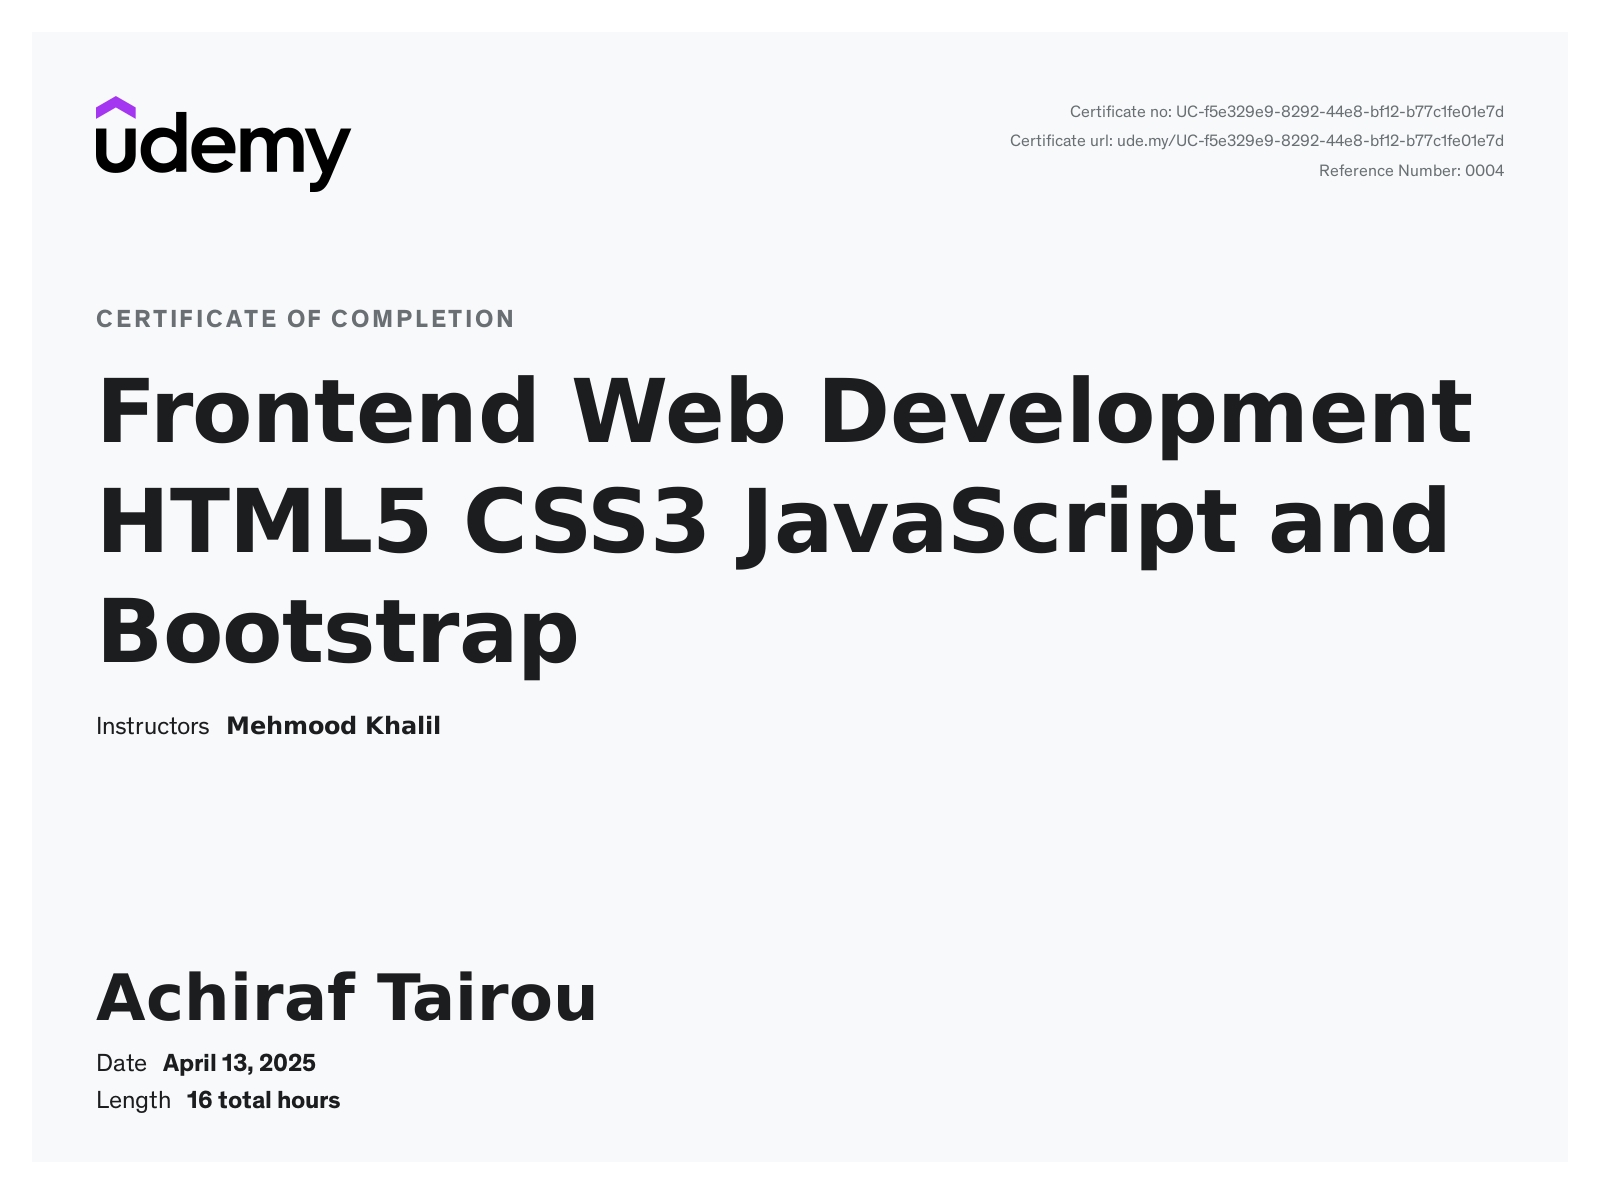 udemy
Certificate no: UC-f5e329e9-8292-44e8-bf12-b77c1fe01e7d
Certificate url: ude.my/UC-f5e329e9-8292-44e8-bf12-b77c1fe01e7d
Reference Number: 0004
CERTIFICATE OF COMPLETION
Frontend Web Development
HTML5 CSS3 JavaScript and
Bootstrap
Instructors Mehmood Khalil
Achiraf Tairou
Date April 13, 2025
Length 16 total hours